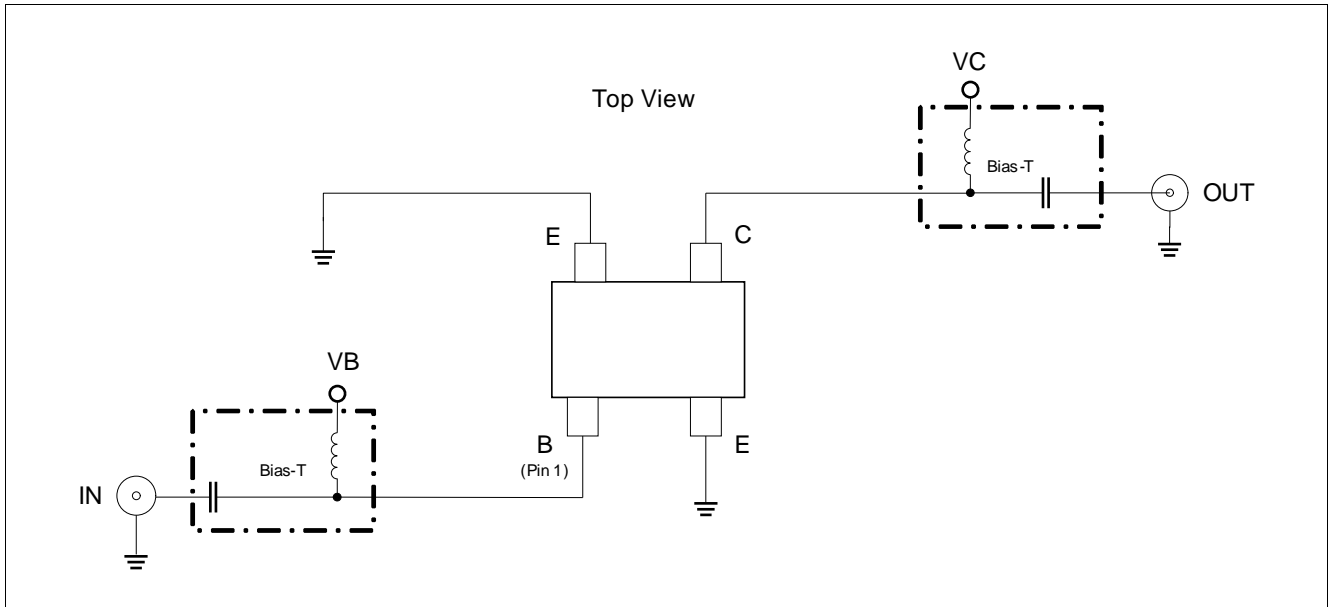 VC
Top View
Bias-T
OUT
E
C
VB
B
(Pin 1)
E
Bias-T
IN